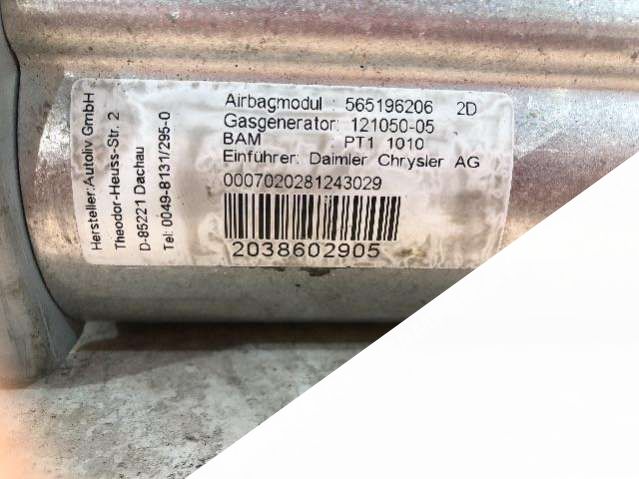 Hersteller:Autoliv GmbH
Theodor-Heuss-Str. 2
D-85221 Dachau
Tel: 0049-8131/295-0
Airbagmodul : 565196206 2D
Gasgenerator: 121050-05
BAM : PT1 1010
Einführer: Daimler Chrysler AG
0007020281243029
2038602905